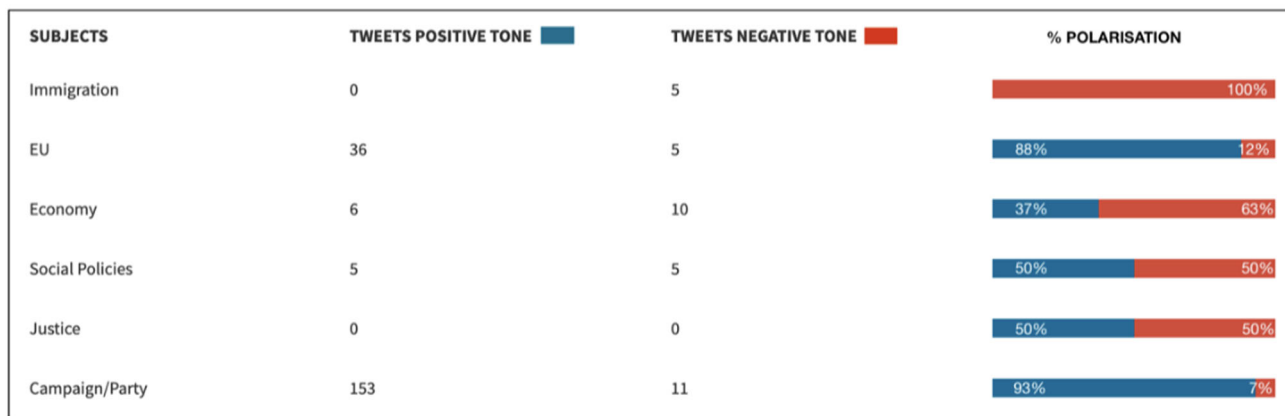 SUBJECTS TWEETS POSITIVE TONE TWEETS NEGATIVE TONE % POLARISATION
Immigration 0 5 100%
EU 36 5 88% 12%
Economy 6 10 37% 63%
Social Policies 5 5 50% 50%
Justice 0 0 50% 50%
Campaign/Party 153 11 93% 7%